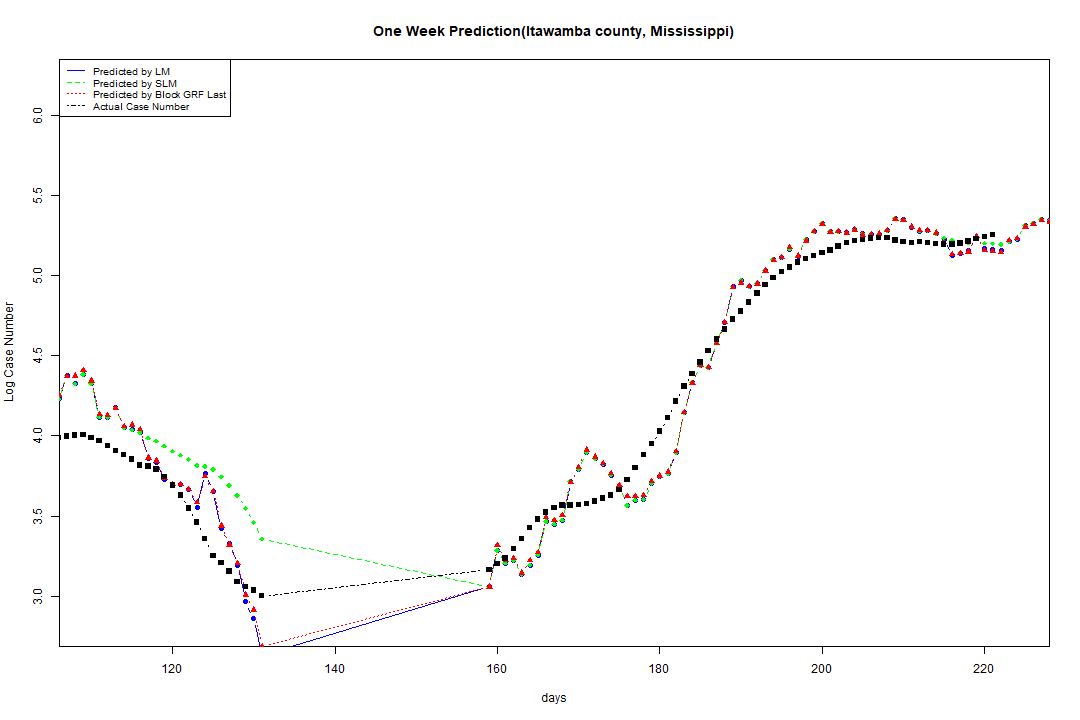 One Week Prediction(Itawamba county, Mississippi)
Predicted by LM
Predicted by SLM
Predicted by Block GRF Last
Actual Case Number
6.0
5.5
5.0
4.5
4.0
3.5
3.0
Log Case Number
120 140 160 180 200 220
days